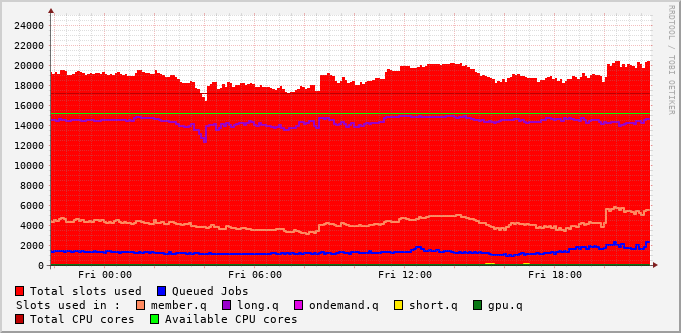 RRDTOOL / TOBI OETIKER
24000
22000
20000
18000
16000
14000
12000
10000
8000
6000
4000
2000
0
Fri 00:00 Fri 06:00 Fri 12:00 Fri 18:00
Total slots used Queued Jobs
Slots used in : member.q long.q ondemand.q short.q gpu.q
Total CPU cores Available CPU cores